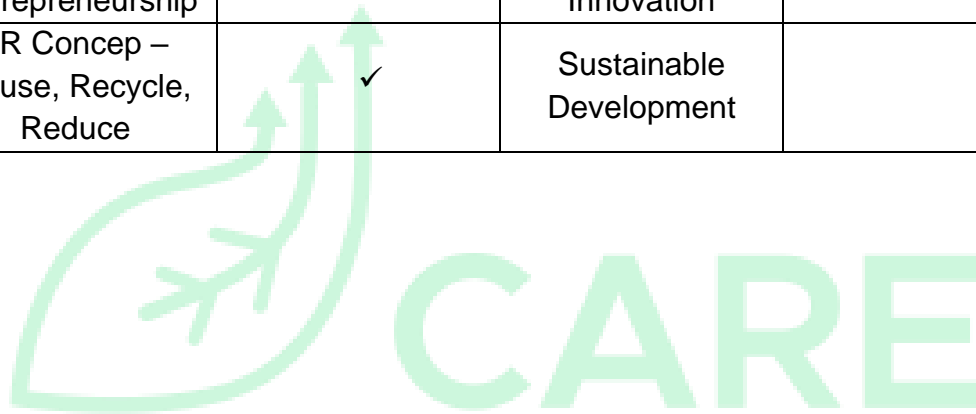 repreneurship
Innovation
R Concep –
use, Recycle,
Reduce
✓
Sustainable
Development
CARE